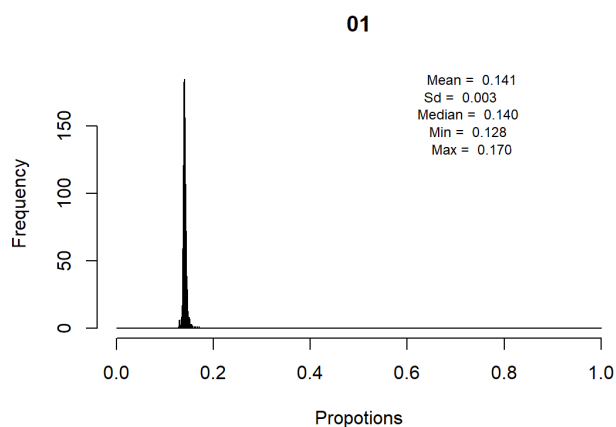 01
Mean = 0.141
Sd = 0.003
Median = 0.140
Min = 0.128
Max = 0.170
Frequency
150
100
50
0
0.0 0.2 0.4 0.6 0.8 1.0
Propotions